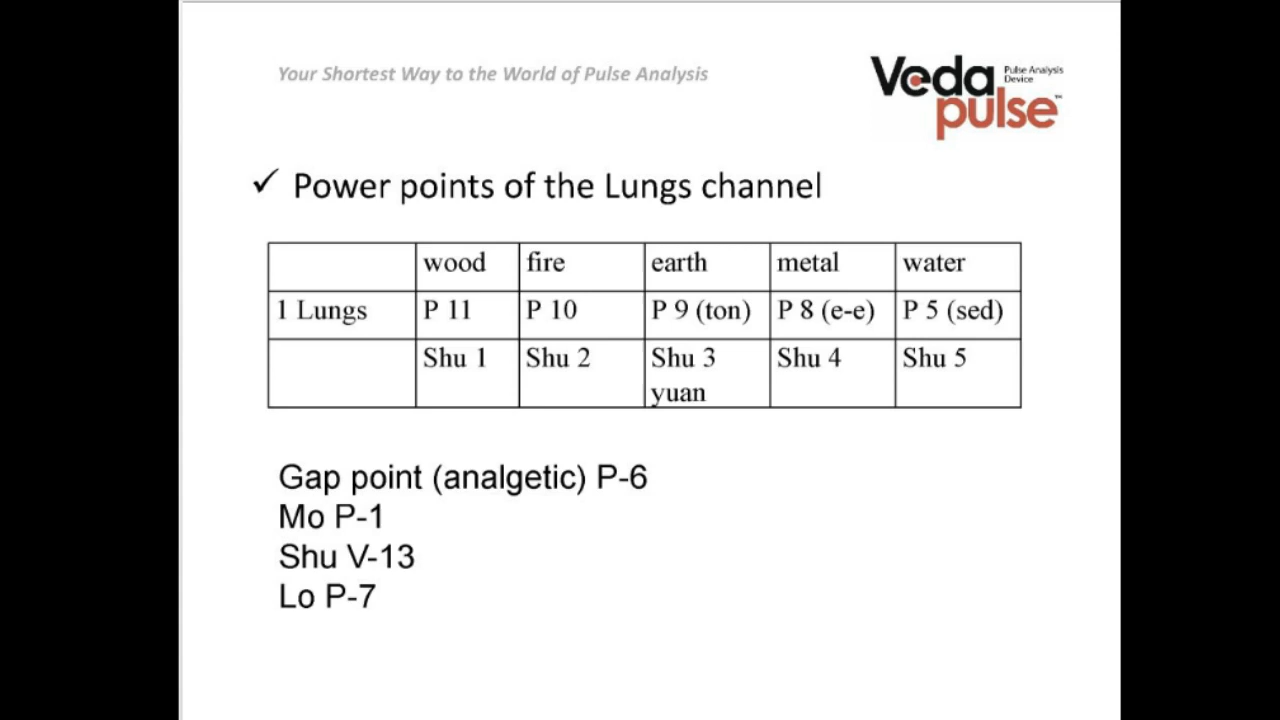 Your Shortest Way to the World of Pulse Analysis
Veda Pulse Analysis
Device
pulse™
✓ Power points of the Lungs channel
wood fire earth metal water
1 Lungs P 11 P 10 P 9 (ton) P 8 (e-e) P 5 (sed)
Shu 1 Shu 2 Shu 3 Shu 4 Shu 5
yuan
Gap point (analgetic) P-6
Mo P-1
Shu V-13
Lo P-7